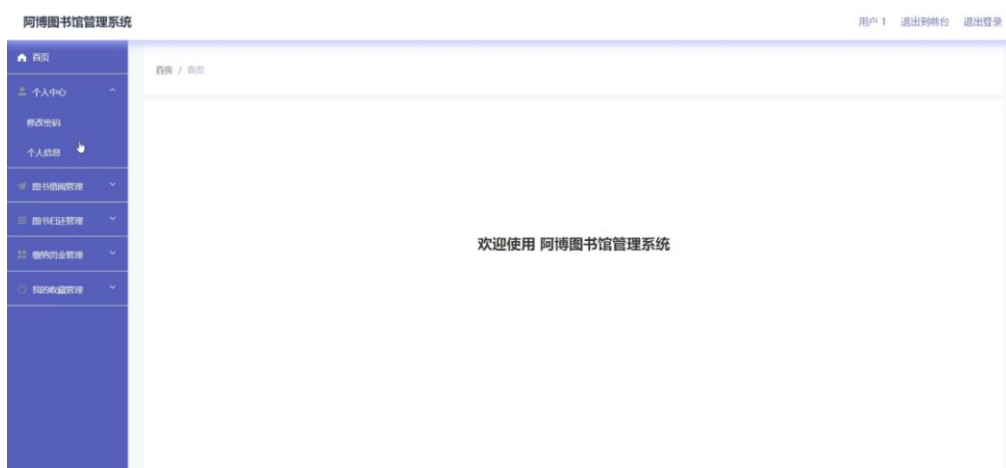 阿博图书馆管理系统
用户 1 退出到前台 退出登录
首页
首页 / 首页
个人中心
修改密码
个人信息
图书借阅管理
图书归还管理
缴纳罚金管理
我的收藏管理
欢迎使用 阿博图书馆管理系统